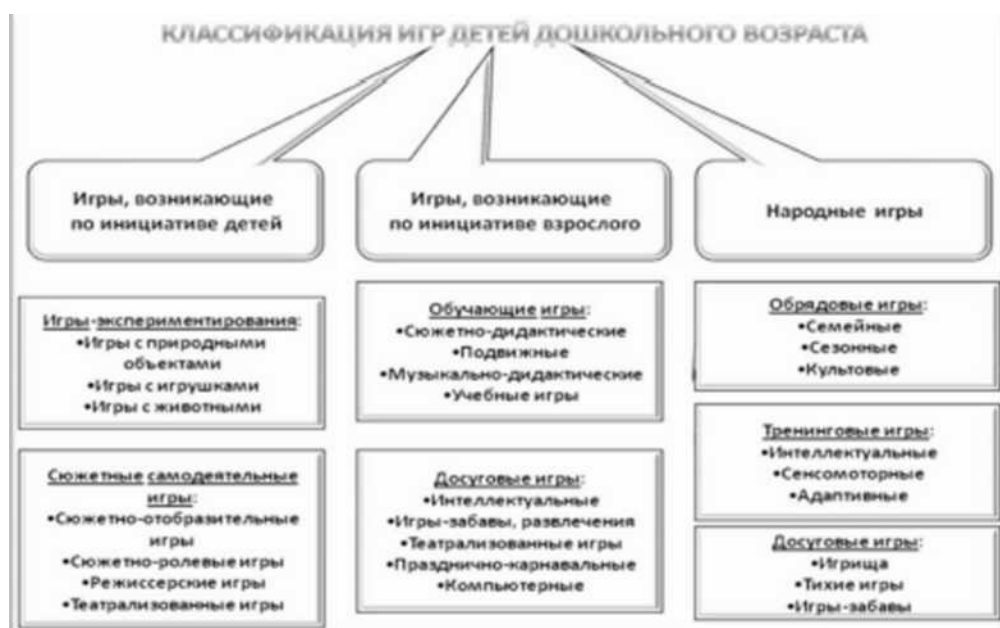 КЛАССИФИКАЦИЯ ИГР ДЕТЕЙ ДОШКОЛЬНОГО ВОЗРАСТА
Игры, возникающие
по инициативе детей
Игры-экспериментирования:
•Игры с природными
объектами
•Игры с игрушками
•Игры с животными
Сюжетные самодеятельные
игры:
•Сюжетно-отобразительные
игры
•Сюжетно-ролевые игры
•Режиссерские игры
•Театрализованные игры
Игры, возникающие
по инициативе взрослого
Обучающие игры:
•Сюжетно-дидактические
•Подвижные
•Музыкально-дидактические
•Учебные игры
Досуговые игры:
•Интеллектуальные
•Игры-забавы, развлечения
•Театрализованные игры
•Празднично-карнавальные
•Компьютерные
Народные игры
Обрядовые игры:
•Семейные
•Сезонные
•Культовые
Тренинговые игры:
•Интеллектуальные
•Сенсомоторные
•Адаптивные
Досуговые игры:
•Игрища
•Тихие игры
•Игры-забавы